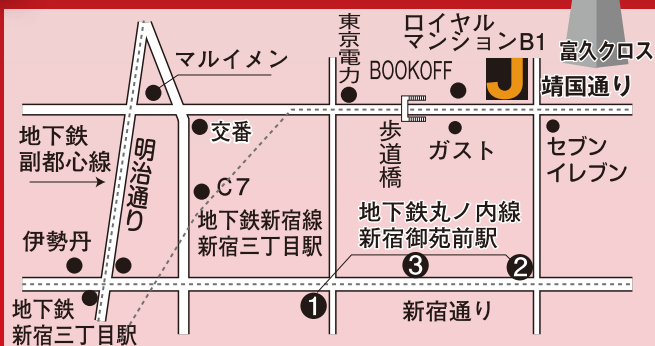 東京電力
ロイヤル
マンションB1
富久クロス
マルイメン
BOOKOFF
J
靖国通り
交番
地下鉄
副都心線
明治通り
歩道橋
ガスト
セブン
イレブン
C7
地下鉄新宿線
新宿三丁目駅
地下鉄丸ノ内線
新宿御苑前駅
伊勢丹
❸
❷
❶
新宿通り
地下鉄
新宿三丁目駅